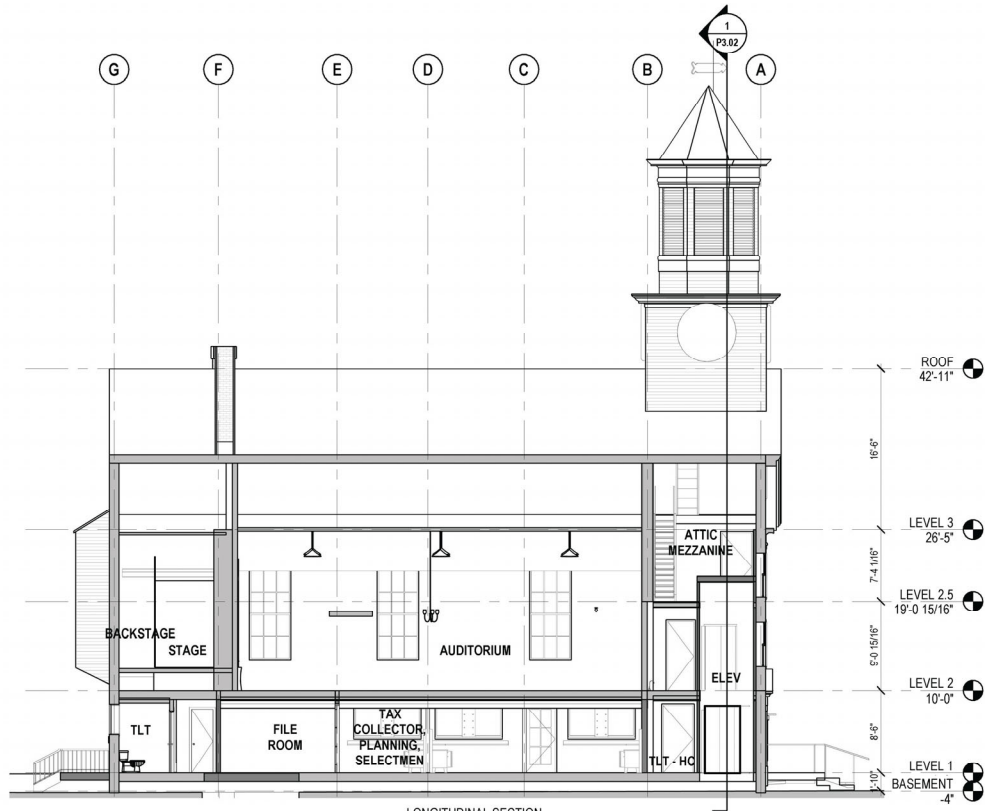 1
P3.02
G
F
E
D
C
B
A
ROOF
42'-11"
16'-6"
LEVEL 3
26'-5"
ATTIC
MEZZANINE
7'-4 1/16"
LEVEL 2.5
19'-0 15/16"
BACKSTAGE
STAGE
AUDITORIUM
9'-0 15/16"
ELEV
LEVEL 2
10'-0"
TLT
FILE
ROOM
TAX
COLLECTOR,
PLANNING,
SELECTMEN
TLT - HC
8'-6"
LEVEL 1
BASEMENT
-4"
LONGITUDINAL SECTION